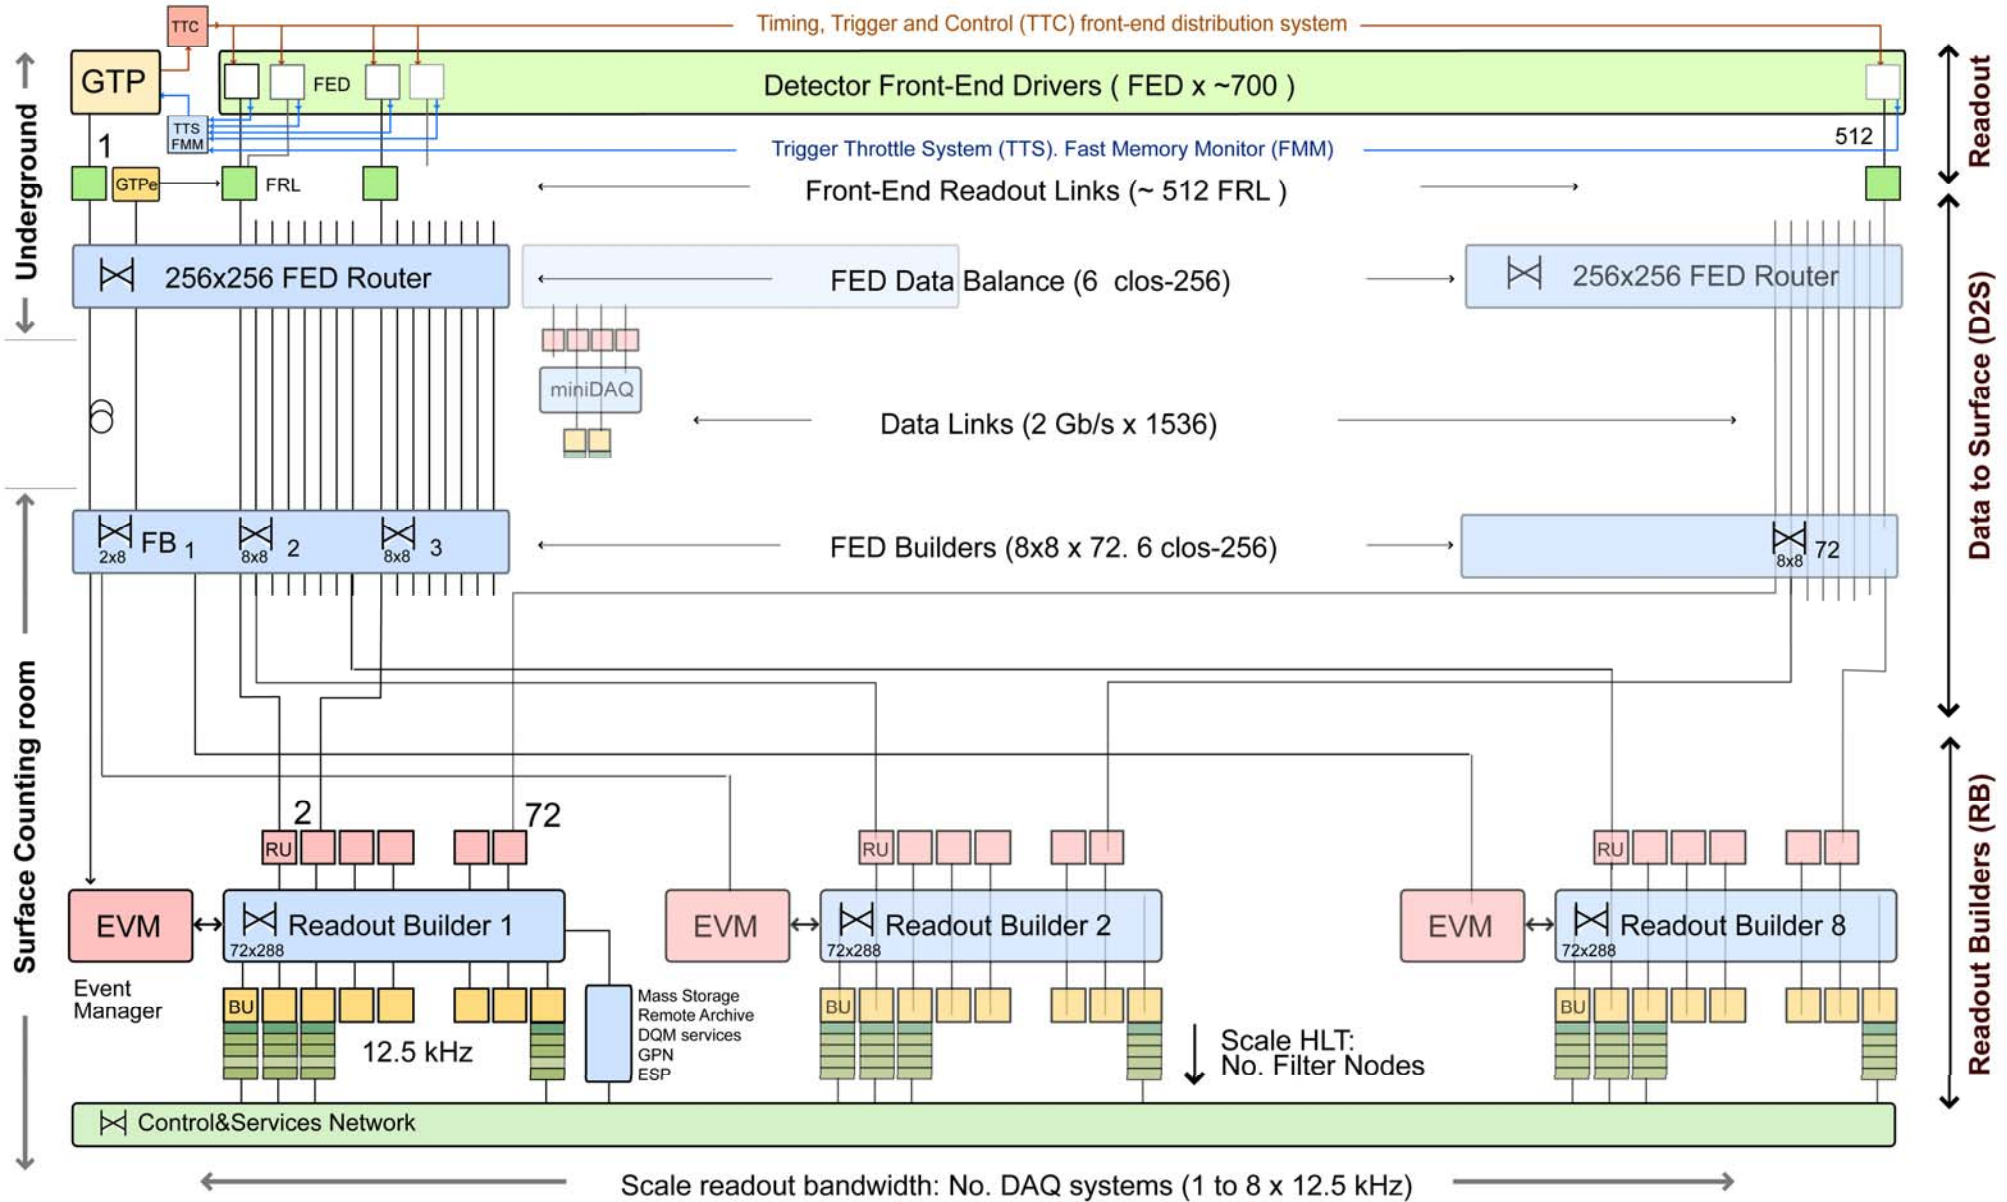 TTC
Timing, Trigger and Control (TTC) front-end distribution system
GTP
FED
Detector Front-End Drivers ( FED x ~700 )
TTS
FMM
1
Trigger Throttle System (TTS). Fast Memory Monitor (FMM)
512
GTPe
FRL
Front-End Readout Links (~ 512 FRL )
Readout
Underground
256x256 FED Router
FED Data Balance (6 clos-256)
256x256 FED Router
miniDAQ
Data Links (2 Gb/s x 1536)
Data to Surface (D2S)
2x8
FB 1
8x8
2
8x8
3
FED Builders (8x8 x 72. 6 clos-256)
8x8
72
Surface Counting room
2
72
RU
RU
RU
EVM
Readout Builder 1
72x288
EVM
Readout Builder 2
72x288
EVM
Readout Builder 8
72x288
Readout Builders (RB)
Event
Manager
BU
12.5 kHz
Mass Storage
Remote Archive
DQM services
GPN
ESP
BU
Scale HLT:
No. Filter Nodes
BU
Control&Services Network
Scale readout bandwidth: No. DAQ systems (1 to 8 x 12.5 kHz)